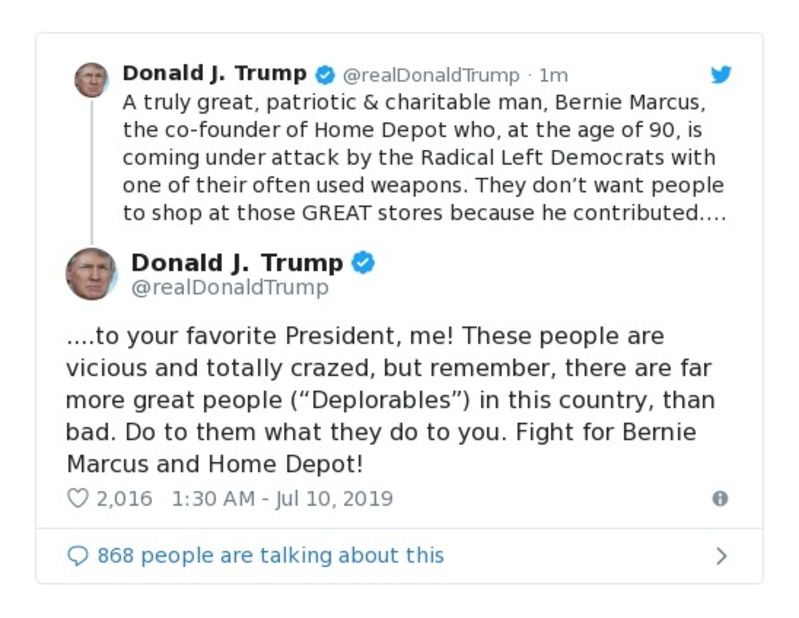 Donald J. Trump @realDonaldTrump · 1m
A truly great, patriotic & charitable man, Bernie Marcus,
the co-founder of Home Depot who, at the age of 90, is
coming under attack by the Radical Left Democrats with
one of their often used weapons. They don’t want people
to shop at those GREAT stores because he contributed....
Donald J. Trump
@realDonaldTrump
....to your favorite President, me! These people are
vicious and totally crazed, but remember, there are far
more great people (“Deplorables”) in this country, than
bad. Do to them what they do to you. Fight for Bernie
Marcus and Home Depot!
2,016 1:30 AM - Jul 10, 2019
868 people are talking about this